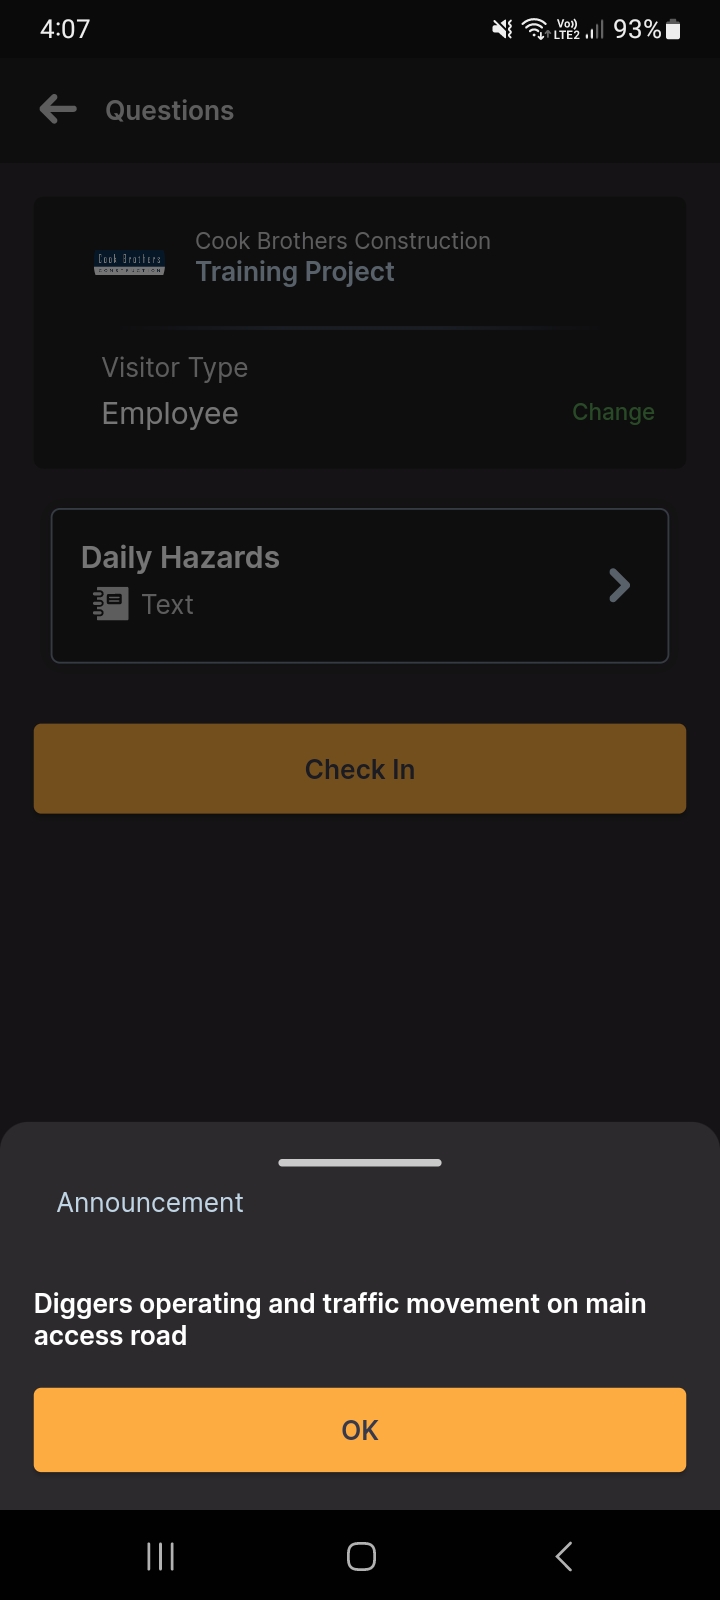 4:07
Vo))
LTE2
93%
Questions
Cook Brothers Construction
Cook Brothers
CONSTRUCTION
Training Project
Visitor Type
Employee
Change
Daily Hazards
Text
Check In
Announcement
Diggers operating and traffic movement on main
access road
OK